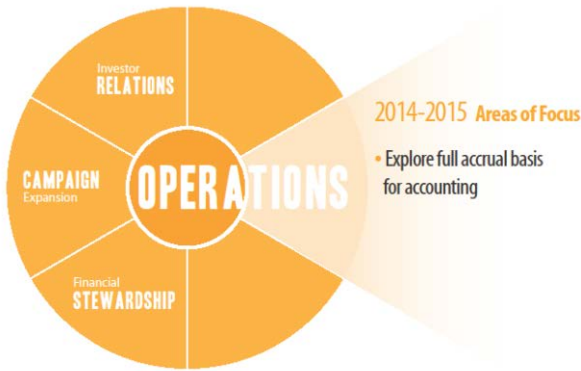 Investor
RELATIONS
CAMPAIGN
Expansion
Financial
STEWARDSHIP
OPERATIONS
2014-2015 Areas of Focus
• Explore full accrual basis
for accounting